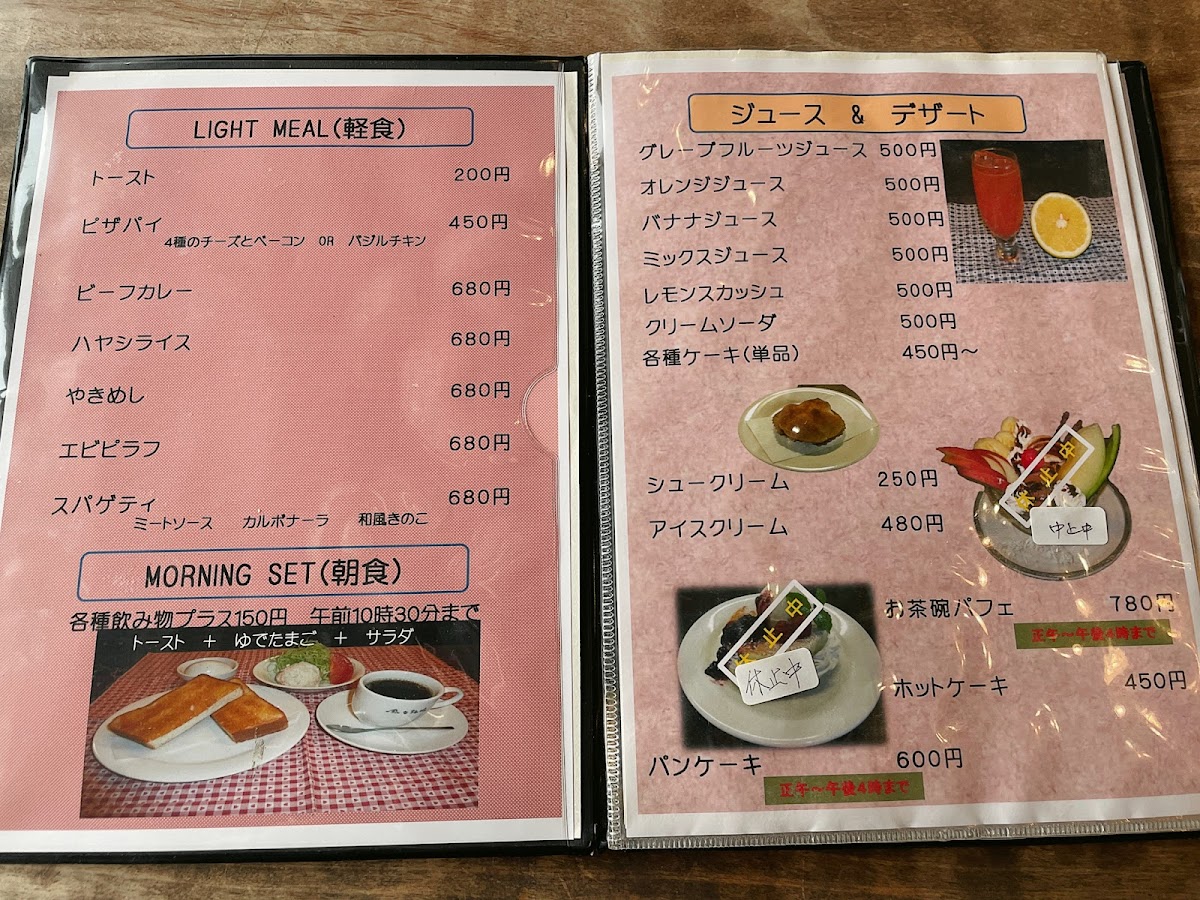 LIGHT MEAL(軽食)
トースト 200円
ピザパイ 450円
4種のチーズとベーコン OR バジルチキン
ビーフカレー 680円
ハヤシライス 680円
やきめし 680円
エビピラフ 680円
スパゲティ 680円
ミートソース カルボナーラ 和風きのこ
MORNING SET(朝食)
各種飲み物プラス150円 午前10時30分まで
トースト + ゆでたまご + サラダ
ジュース & デザート
グレープフルーツジュース 500円
オレンジジュース 500円
バナナジュース 500円
ミックスジュース 500円
レモンスカッシュ 500円
クリームソーダ 500円
各種ケーキ(単品) 450円~
シュークリーム 250円
アイスクリーム 480円
休止中
中止中
お茶碗パフェ 780円
正午~午後4時まで
休止中
休止中
ホットケーキ 450円
パンケーキ 600円
正午~午後4時まで